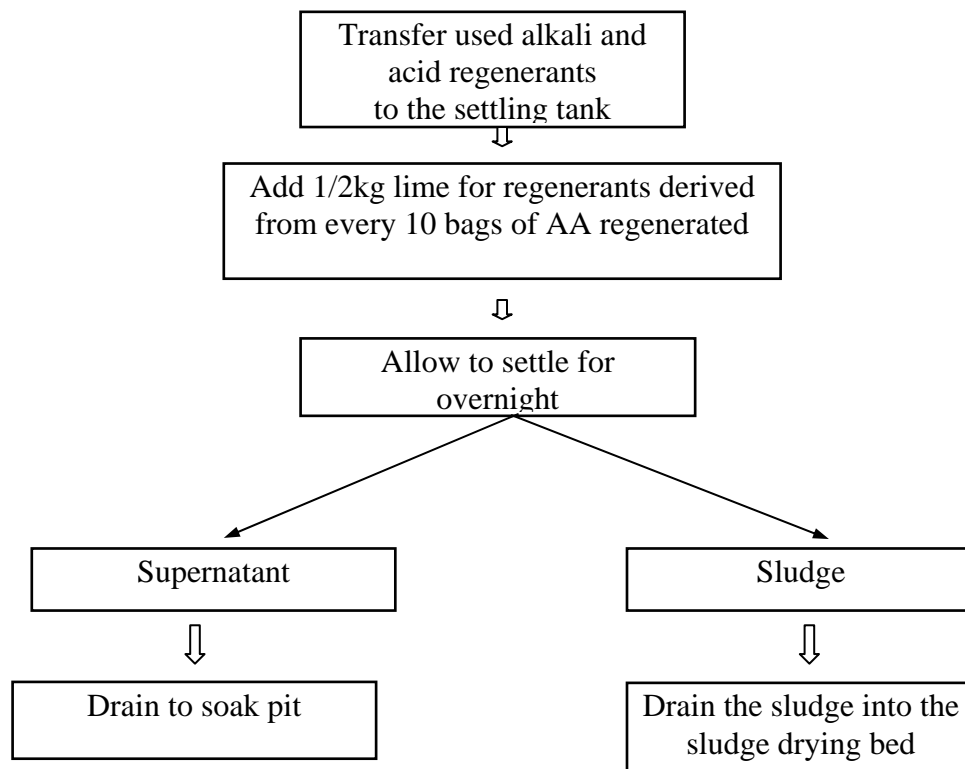 Transfer used alkali and
acid regenerants
to the settling tank
Add 1/2kg lime for regenerants derived
from every 10 bags of AA regenerated
Allow to settle for
overnight
Supernatant
Sludge
Drain to soak pit
Drain the sludge into the
sludge drying bed